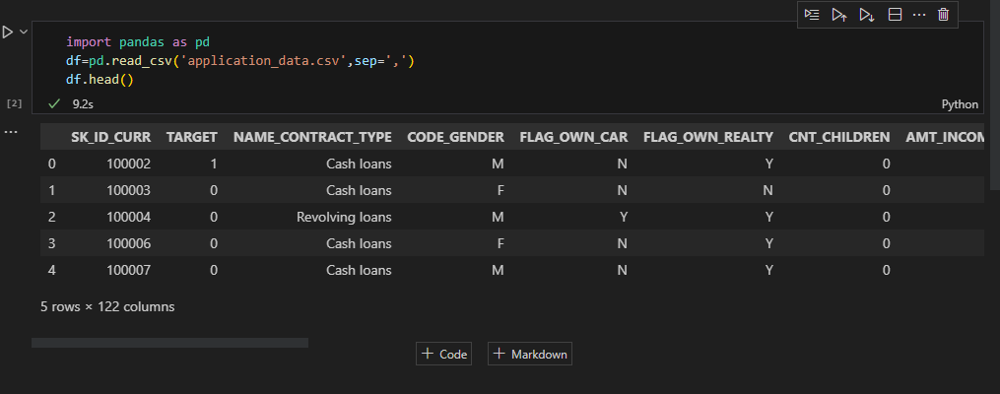 import pandas as pd
df=pd.read_csv('application_data.csv',sep=',')
df.head()
[2]
9.2s
Python
SK_ID_CURR TARGET NAME_CONTRACT_TYPE CODE_GENDER FLAG_OWN_CAR FLAG_OWN_REALTY CNT_CHILDREN AMT_INCOM
0 100002 1 Cash loans M N Y 0
1 100003 0 Cash loans F N N 0
2 100004 0 Revolving loans M Y Y 0
3 100006 0 Cash loans F N Y 0
4 100007 0 Cash loans M N Y 0
5 rows × 122 columns
+ Code + Markdown